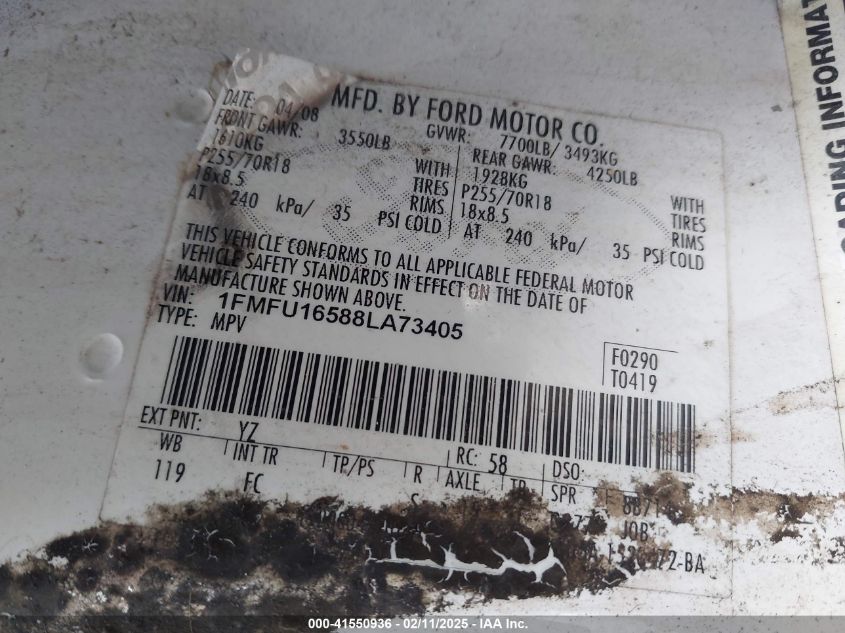 MFD. BY FORD MOTOR CO.
DATE: 04/08 GVWR: 7700LB/ 3493KG
FRONT GAWR: 3550LB REAR GAWR: 4250LB
1610KG WITH 1928KG WITH
P255/70R18 TIRES P255/70R18 TIRES
18x8.5 RIMS 18x8.5 RIMS
AT 240 kPa/ 35 PSI COLD AT 240 kPa/ 35 PSI COLD
THIS VEHICLE CONFORMS TO ALL APPLICABLE FEDERAL MOTOR
VEHICLE SAFETY STANDARDS IN EFFECT ON THE DATE OF
MANUFACTURE SHOWN ABOVE.
VIN: 1FMFU16588LA73405
TYPE: MPV
F0290
T0419
EXT PNT: YZ RC: 58 DSO:
WB INT TR TP/PS R AXLE TR SPR
119 FC S
JOB
72-BA
ADING INFORMAT
000-41550936 - 02/11/2025 - IAA Inc.